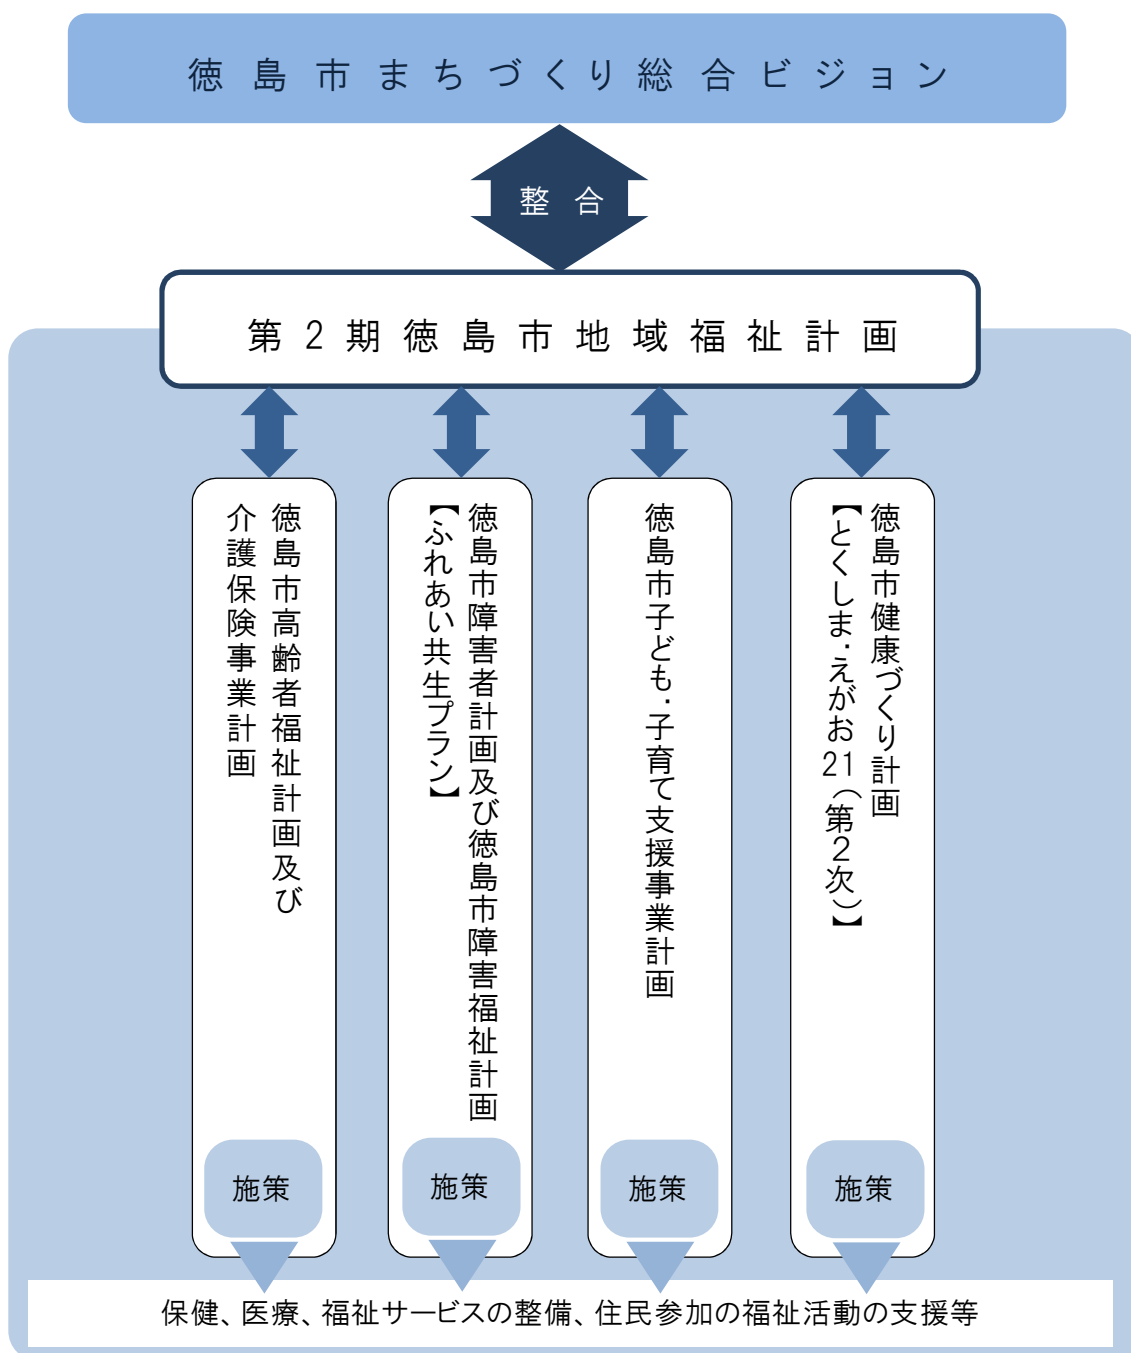 徳島市まちづくり総合ビジョン
整合
第2期徳島市地域福祉計画
徳島市高齢者福祉計画及び
介護保険事業計画
徳島市障害者計画及び徳島市障害福祉計画
【ふれあい共生プラン】
徳島市子ども・子育て支援事業計画
徳島市健康づくり計画
【とくしま・えがお21（第2次）】
施策
施策
施策
施策
保健、医療、福祉サービスの整備、住民参加の福祉活動の支援等